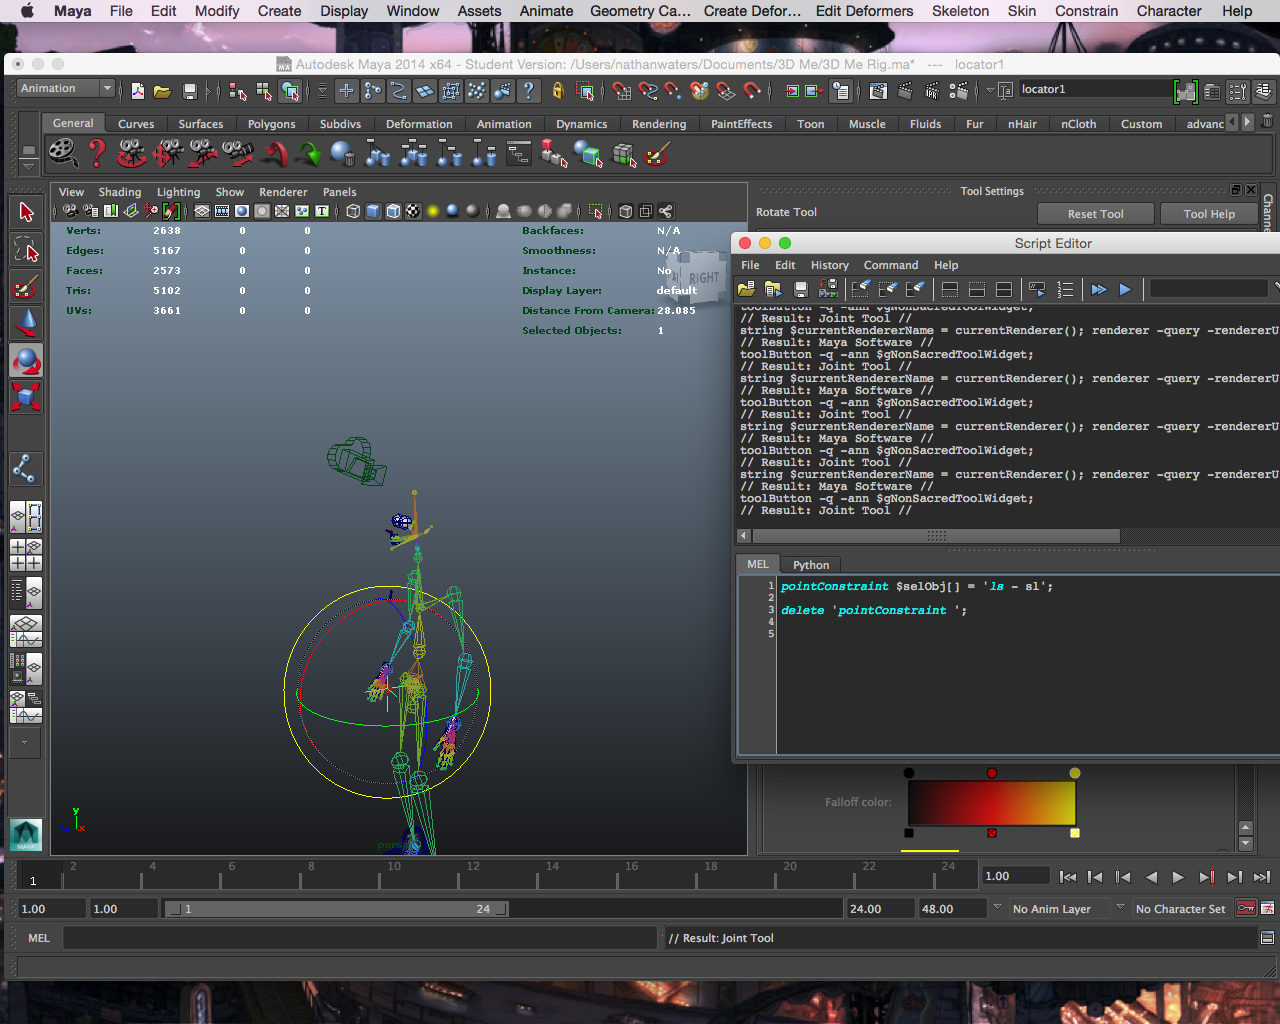 Maya File Edit Modify Create Display Window Assets Animate Geometry Ca... Create Defor... Edit Deformers Skeleton Skin Constrain Character Help
Autodesk Maya 2014 x64 - Student Version: /Users/nathanwaters/Documents/3D Me/3D Me Rig.ma* --- locator1
Animation
locator1
General Curves Surfaces Polygons Subdivs Deformation Animation Dynamics Rendering PaintEffects Toon Muscle Fluids Fur nHair nCloth Custom advanc
View Shading Lighting Show Renderer Panels
Tool Settings
Rotate Tool
Reset Tool Tool Help
Channe
Verts: 2638 0 0
Edges: 5167 0 0
Faces: 2573 0 0
Tris: 5102 0 0
UVs: 3661 0 0
Backfaces: N/A
Smoothness: N/A
Instance: No
Display Layer: default
Distance From Camera: 28.085
Selected Objects: 1
RIGHT
Script Editor
File Edit History Command Help
toolButton -q -ann $gNonSacredToolWidget;
// Result: Joint Tool //
string $currentRendererName = currentRenderer(); renderer -query -rendererU
// Result: Maya Software //
toolButton -q -ann $gNonSacredToolWidget;
// Result: Joint Tool //
string $currentRendererName = currentRenderer(); renderer -query -rendererU
// Result: Maya Software //
toolButton -q -ann $gNonSacredToolWidget;
// Result: Joint Tool //
string $currentRendererName = currentRenderer(); renderer -query -rendererU
// Result: Maya Software //
toolButton -q -ann $gNonSacredToolWidget;
// Result: Joint Tool //
string $currentRendererName = currentRenderer(); renderer -query -rendererU
// Result: Maya Software //
toolButton -q -ann $gNonSacredToolWidget;
// Result: Joint Tool //
MEL Python
1 pointConstraint $selObj[] = 'ls - sl';
2
3 delete 'pointConstraint ';
4
5
Falloff color:
y
x
persp
MAYA
1 2 4 6 8 10 12 14 16 18 20 22 24
1.00
1.00 1.00 1 24 24.00 48.00 No Anim Layer No Character Set
MEL
// Result: Joint Tool